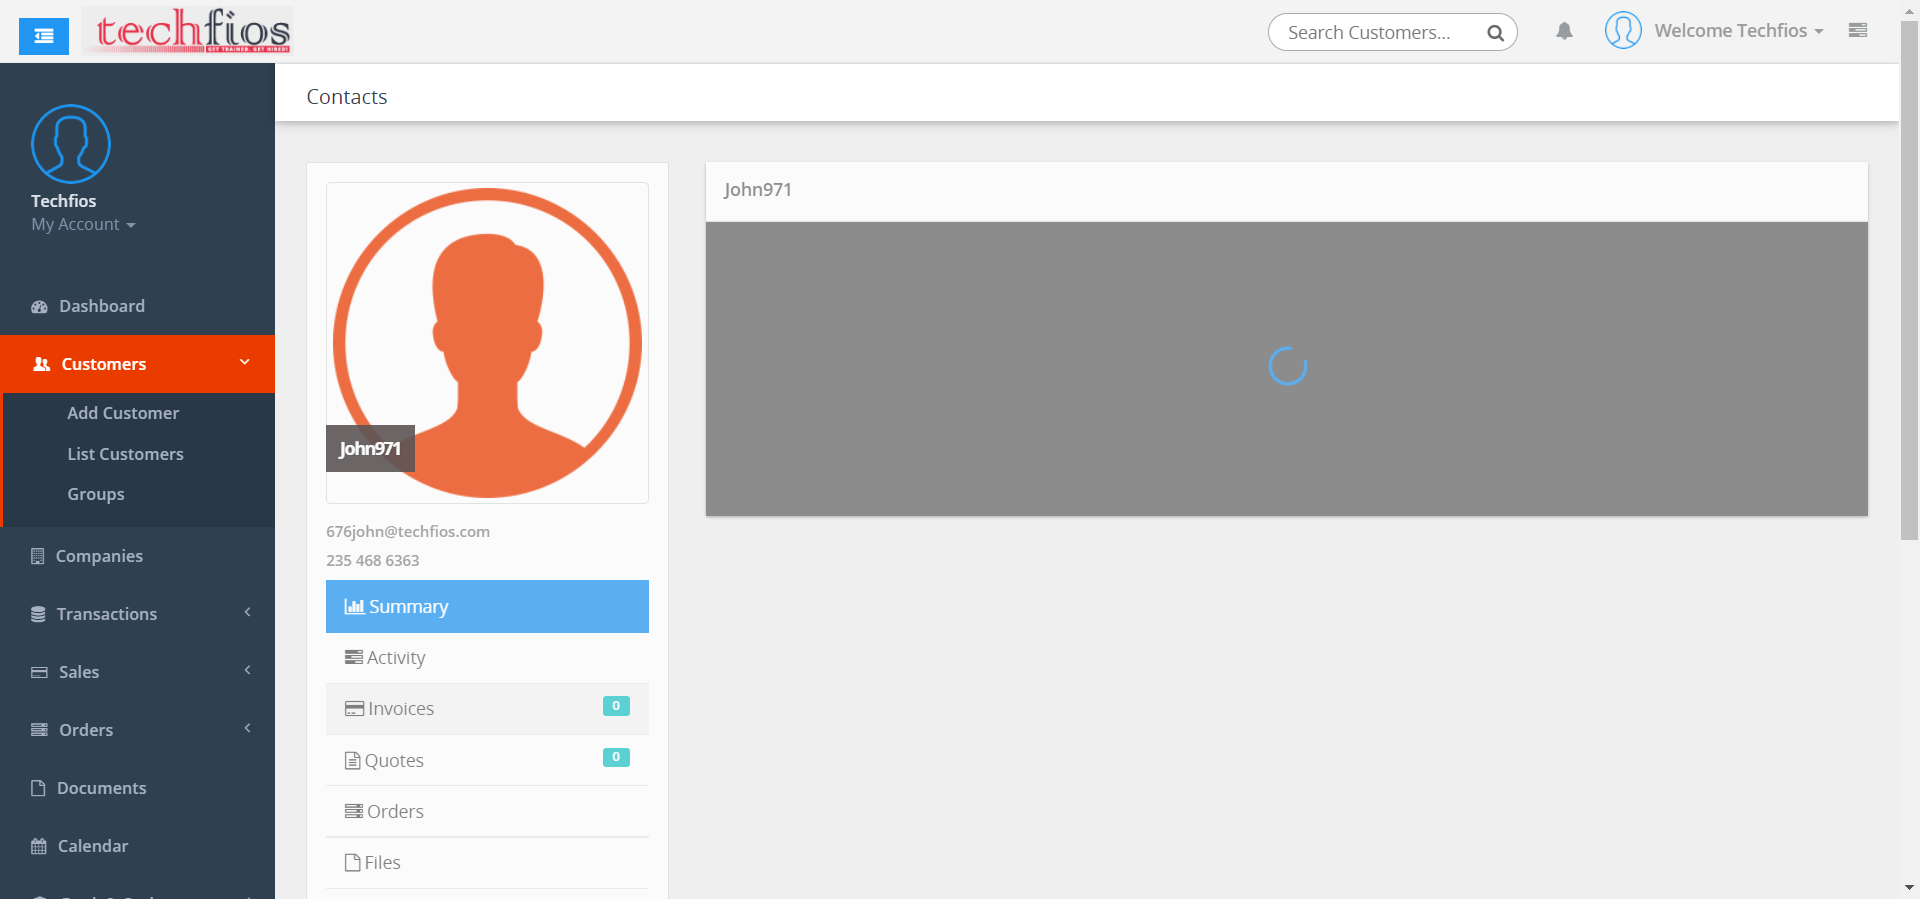 techfios
GET TRAINED. GET HIRED!
Search Customers...
Welcome Techfios
Contacts
Techfios
My Account
Dashboard
Customers
Add Customer
List Customers
Groups
Companies
Transactions
Sales
Orders
Documents
Calendar
John971
676john@techfios.com
235 468 6363
Summary
Activity
Invoices 0
Quotes 0
Orders
Files
John971